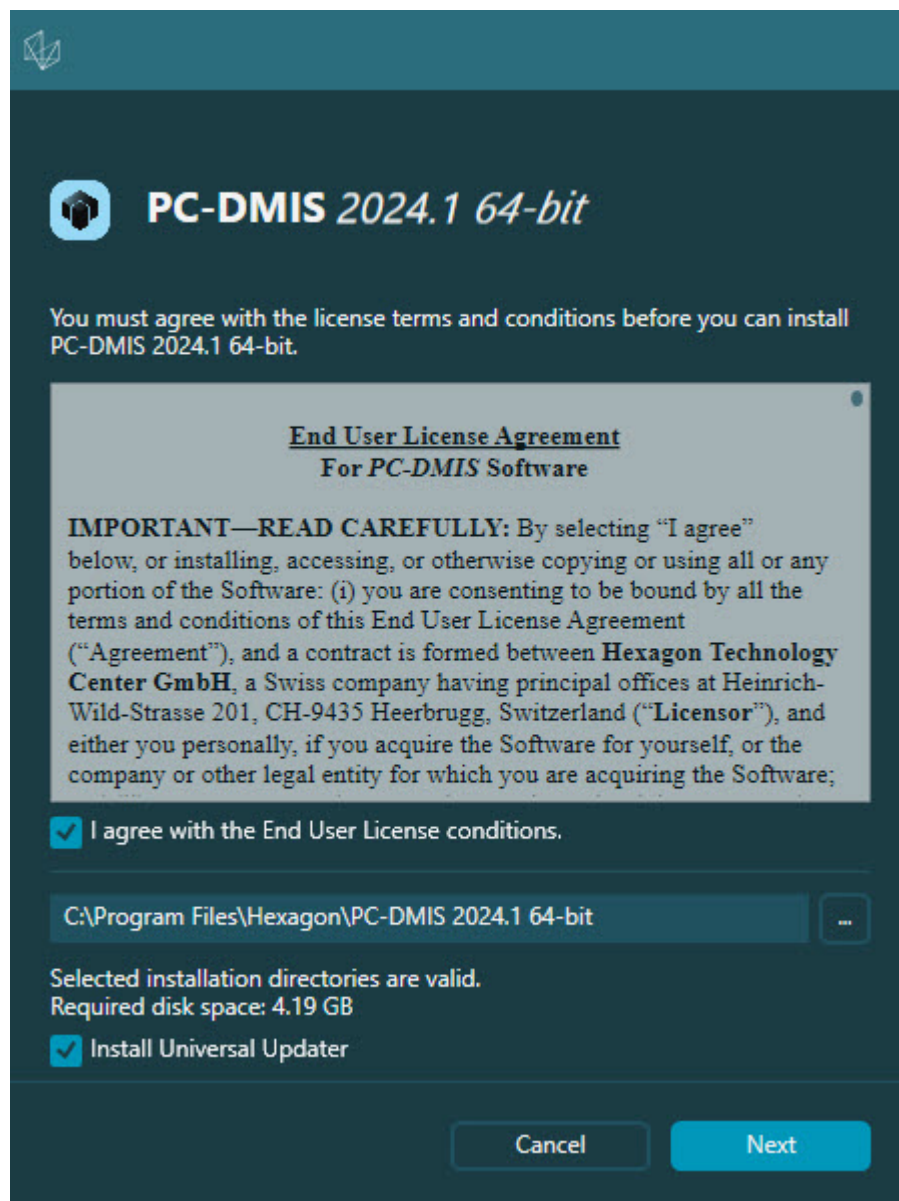 PC-DMIS 2024.1 64-bit
You must agree with the license terms and conditions before you can install
PC-DMIS 2024.1 64-bit.
End User License Agreement
For PC-DMIS Software
IMPORTANT—READ CAREFULLY: By selecting “I agree”
below, or installing, accessing, or otherwise copying or using all or any
portion of the Software: (i) you are consenting to be bound by all the
terms and conditions of this End User License Agreement
(“Agreement”), and a contract is formed between Hexagon Technology
Center GmbH, a Swiss company having principal offices at Heinrich-
Wild-Strasse 201, CH-9435 Heerbrugg, Switzerland (“Licensor”), and
either you personally, if you acquire the Software for yourself, or the
company or other legal entity for which you are acquiring the Software;
I agree with the End User License conditions.
C:\Program Files\Hexagon\PC-DMIS 2024.1 64-bit
...
Selected installation directories are valid.
Required disk space: 4.19 GB
Install Universal Updater
Cancel
Next